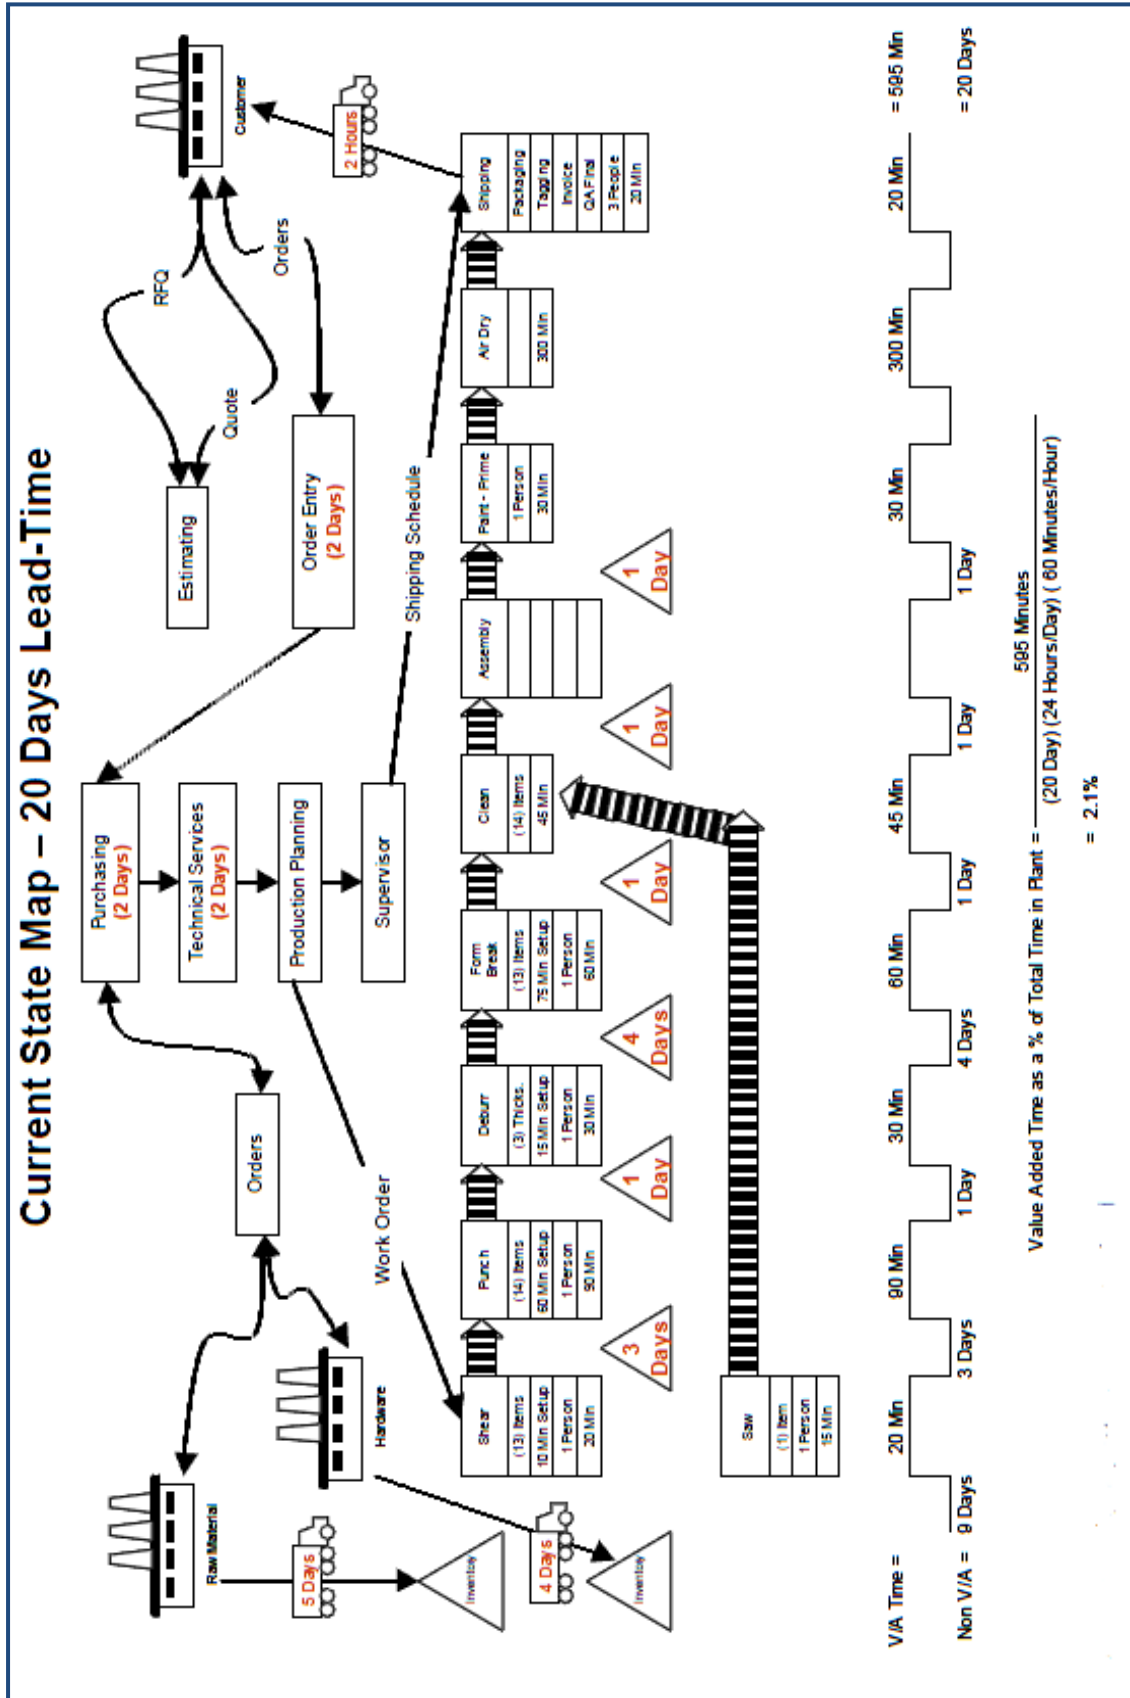 Current State Map – 20 Days Lead-Time
Raw Material
5 Days
Inventory
Hardware
4 Days
Inventory
Orders
Purchasing
(2 Days)
Technical Services
(2 Days)
Production Planning
Supervisor
Work Order
Shipping Schedule
Estimating
Order Entry
(2 Days)
RFQ
Quote
Orders
Customer
2 Hours
Shear
(13) Items
10 Min Setup
1 Person
20 Min
3
Days
Punch
(14) Items
60 Min Setup
1 Person
90 Min
1
Day
Deburr
(3) Thicks.
15 Min Setup
1 Person
30 Min
4
Days
Form
Break
(13) Items
75 Min Setup
1 Person
60 Min
1
Day
Clean
(14) Items
45 Min
1
Day
Assembly
1
Day
Paint - Prime
1 Person
30 Min
Air Dry
300 Min
Shipping
Packaging
Tagging
Invoice
QA Final
3 People
20 Min
Saw
(1) Item
1 Person
15 Min
V/A Time = 20 Min 90 Min 30 Min 60 Min 45 Min 30 Min 300 Min 20 Min = 595 Min
Non V/A = 9 Days 3 Days 1 Day 4 Days 1 Day 1 Day 1 Day = 20 Days
595 Minutes
Value Added Time as a % of Total Time in Plant =
(20 Day) (24 Hours/Day) ( 60 Minutes/Hour)
= 2.1%